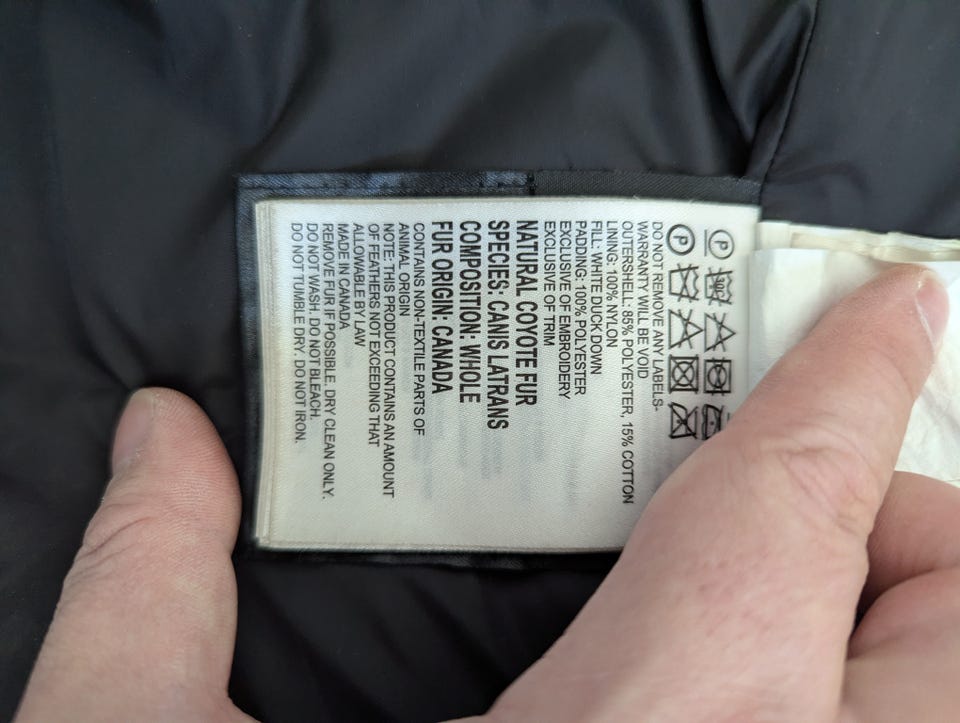 P
P
DO NOT REMOVE ANY LABELS-
WARRANTY WILL BE VOID
OUTERSHELL: 85% POLYESTER, 15% COTTON
LINING: 100% NYLON
FILL: WHITE DUCK DOWN
PADDING: 100% POLYESTER
EXCLUSIVE OF EMBROIDERY
EXCLUSIVE OF TRIM
NATURAL COYOTE FUR
SPECIES: CANIS LATRANS
COMPOSITION: WHOLE
FUR ORIGIN: CANADA
CONTAINS NON-TEXTILE PARTS OF
ANIMAL ORIGIN
NOTE: THIS PRODUCT CONTAINS AN AMOUNT
OF FEATHERS NOT EXCEEDING THAT
ALLOWABLE BY LAW
MADE IN CANADA
REMOVE FUR IF POSSIBLE, DRY CLEAN ONLY.
DO NOT WASH. DO NOT BLEACH.
DO NOT TUMBLE DRY. DO NOT IRON.